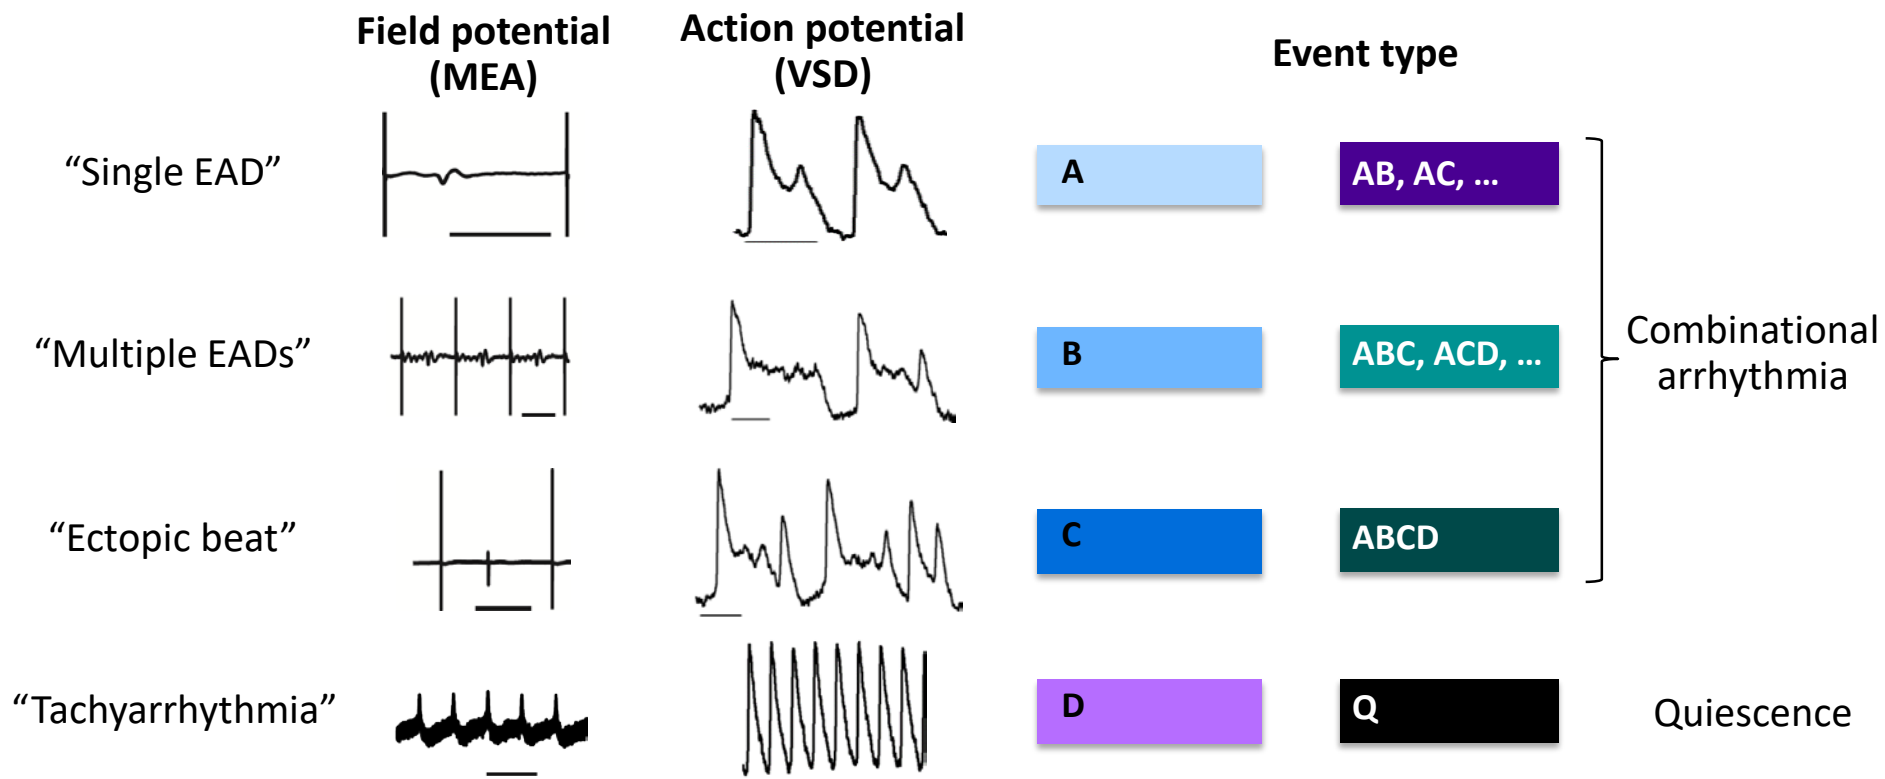 Field potential
(MEA)
Action potential
(VSD)
Event type
“Single EAD”
A
AB, AC, ...
“Multiple EADs”
B
ABC, ACD, ...
Combinational
arrhythmia
“Ectopic beat”
C
ABCD
“Tachyarrhythmia”
D
Q
Quiescence